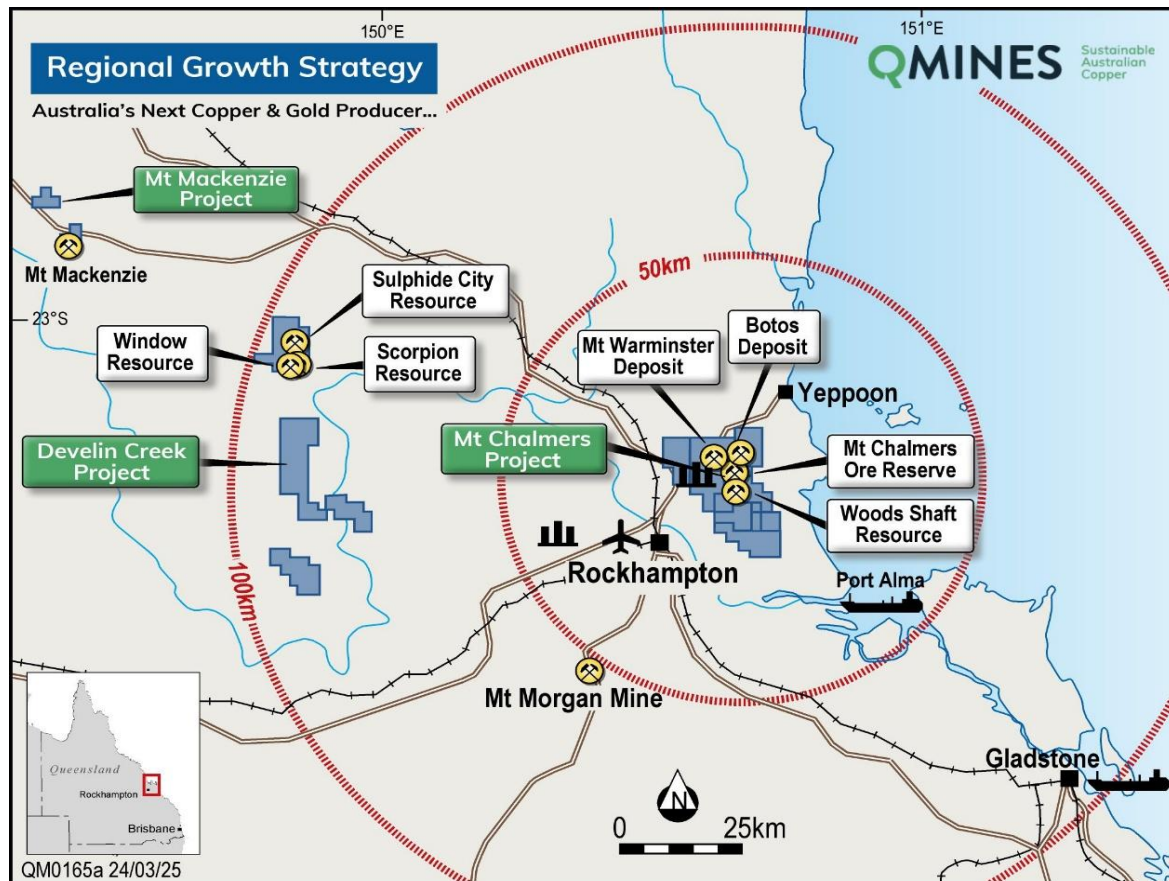 150°E
151°E
Regional Growth Strategy
Australia's Next Copper & Gold Producer...
QMINES
Sustainable
Australian
Copper
Mt Mackenzie
Project
Mt Mackenzie
23°S
50km
Sulphide City
Resource
Window
Resource
Scorpion
Resource
Mt Warminster
Deposit
Botos
Deposit
Yeppoon
Develin Creek
Project
Mt Chalmers
Project
Mt Chalmers
Ore Reserve
Woods Shaft
Resource
Rockhampton
Port Alma
100km
Mt Morgan Mine
Gladstone
Queensland
Rockhampton
Brisbane
N
0 25km
QM0165a 24/03/25